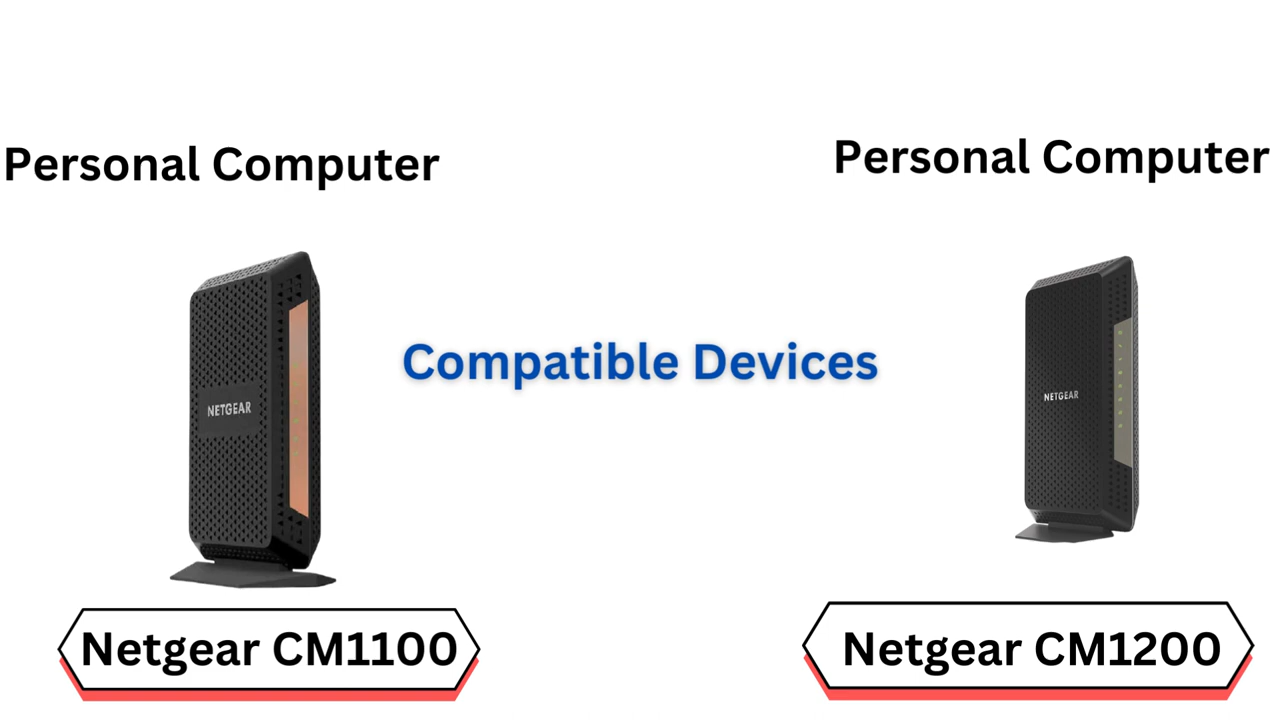 Personal Computer
Personal Computer
Compatible Devices
NETGEAR
NETGEAR
Netgear CM1100
Netgear CM1200